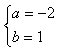 a = −2
b = 1